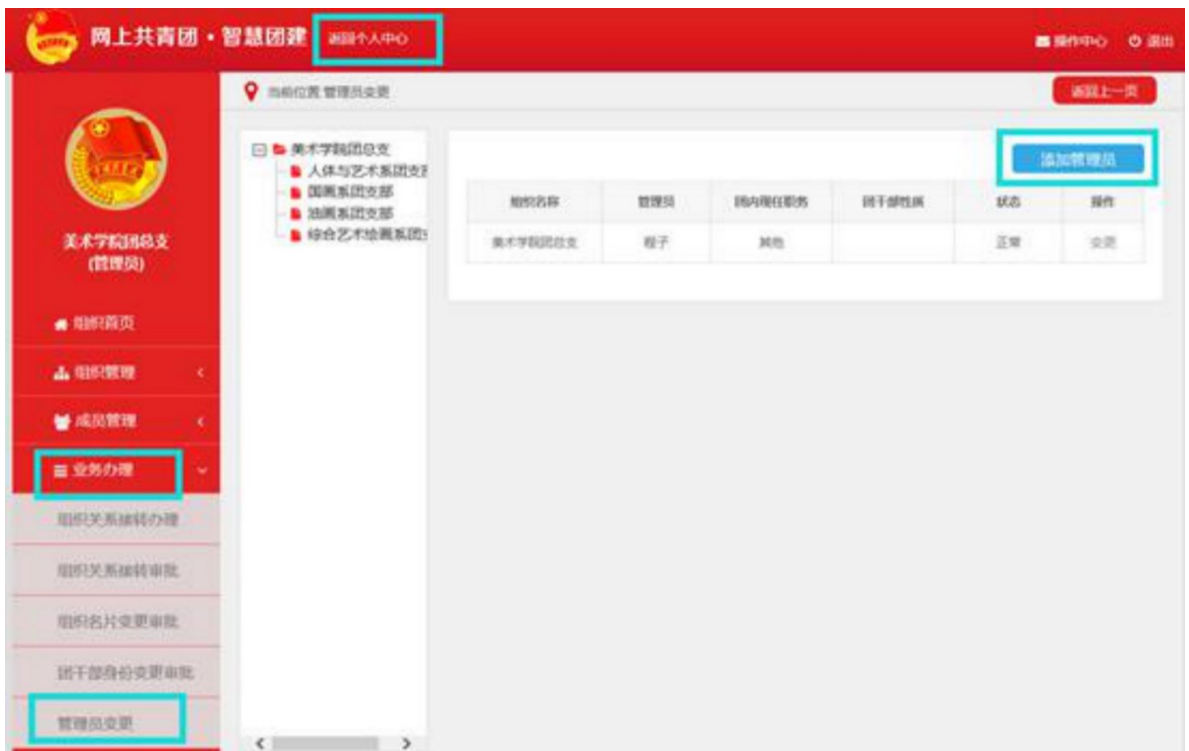 网上共青团·智慧团建 返回个人中心 操作中心 退出
当前位置 管理员变更 返回上一页
美术学院团总支
(管理员)
组织首页
组织管理
成员管理
业务办理
组织关系接转办理
组织关系接转审批
组织名片变更审批
团干部身份变更审批
管理员变更
美术学院团总支
人体与艺术系团支部
国画系团支部
油画系团支部
综合艺术绘画系团支
添加管理员
组织名称 管理员 团内现任职务 团干部性质 状态 操作
美术学院团总支 程子 其他 正常 变更